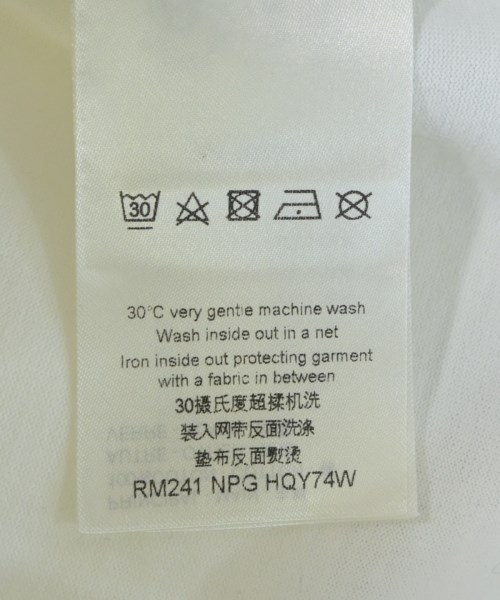 30
30°C very gentle machine wash
Wash inside out in a net
Iron inside out protecting garment
with a fabric in between
30摄氏度超揉机洗
装入网带反面洗涤
垫布反面熨烫
RM241 NPG HQY74W